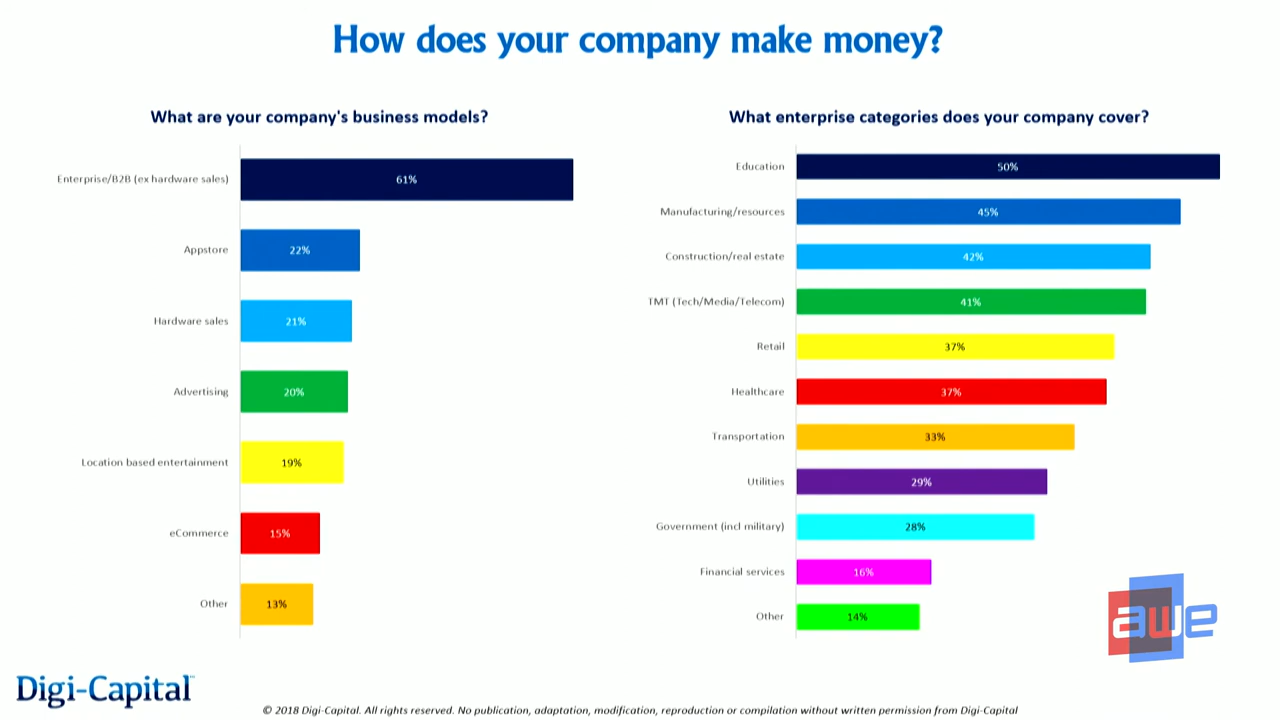 How does your company make money?
What are your company's business models?
Enterprise/B2B (ex hardware sales)
61%
Appstore
22%
Hardware sales
21%
Advertising
20%
Location based entertainment
19%
eCommerce
15%
Other
13%
What enterprise categories does your company cover?
Education
50%
Manufacturing/resources
45%
Construction/real estate
42%
TMT (Tech/Media/Telecom)
41%
Retail
37%
Healthcare
37%
Transportation
33%
Utilities
29%
Government (incl military)
28%
Financial services
16%
Other
14%
awe
Digi-Capital™
© 2018 Digi-Capital. All rights reserved. No publication, adaptation, modification, reproduction or compilation without written permission from Digi-Capital